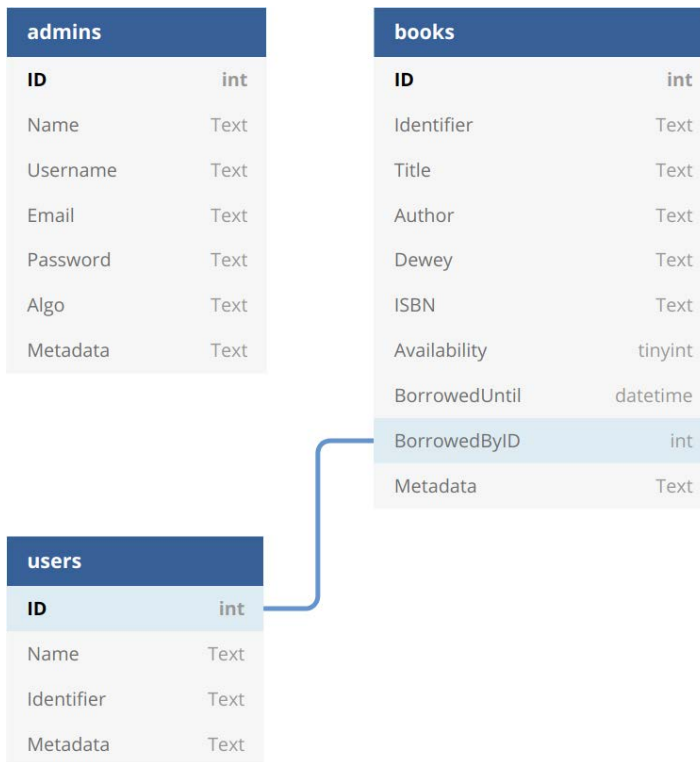 admins
ID int
Name Text
Username Text
Email Text
Password Text
Algo Text
Metadata Text
books
ID int
Identifier Text
Title Text
Author Text
Dewey Text
ISBN Text
Availability tinyint
BorrowedUntil datetime
BorrowedByID int
Metadata Text
users
ID int
Name Text
Identifier Text
Metadata Text